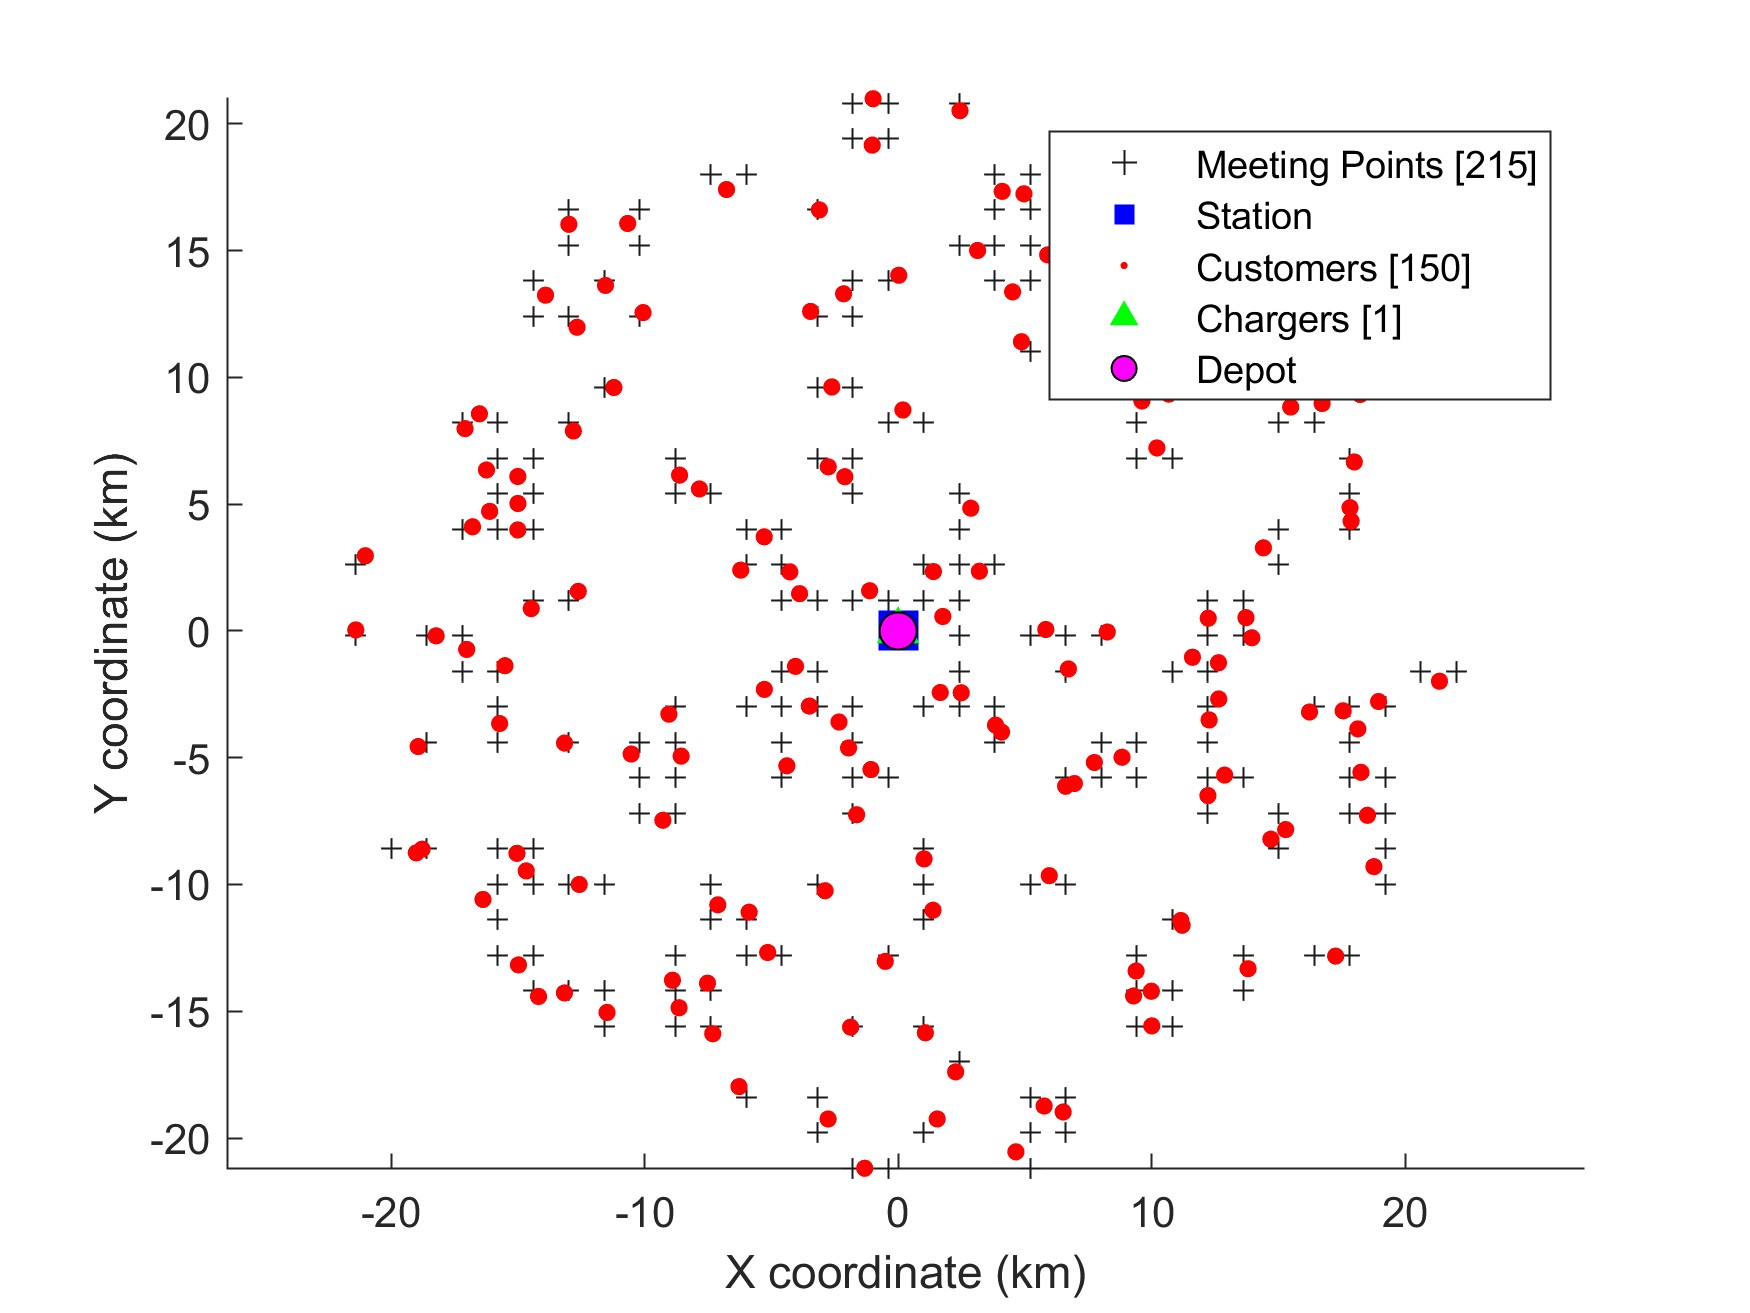 20
15
10
5
0
-5
-10
-15
-20
Y coordinate (km)
Meeting Points [215]
Station
Customers [150]
Chargers [1]
Depot
-20 -10 0 10 20
X coordinate (km)